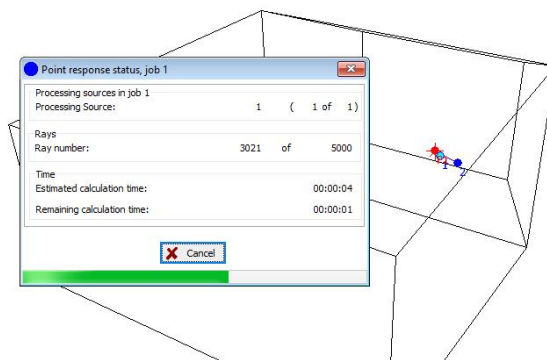 Point response status, job 1
Processing sources in job 1
Processing Source: 1 ( 1 of 1)
Rays
Ray number: 3021 of 5000
Time
Estimated calculation time: 00:00:04
Remaining calculation time: 00:00:01
Cancel
1 2